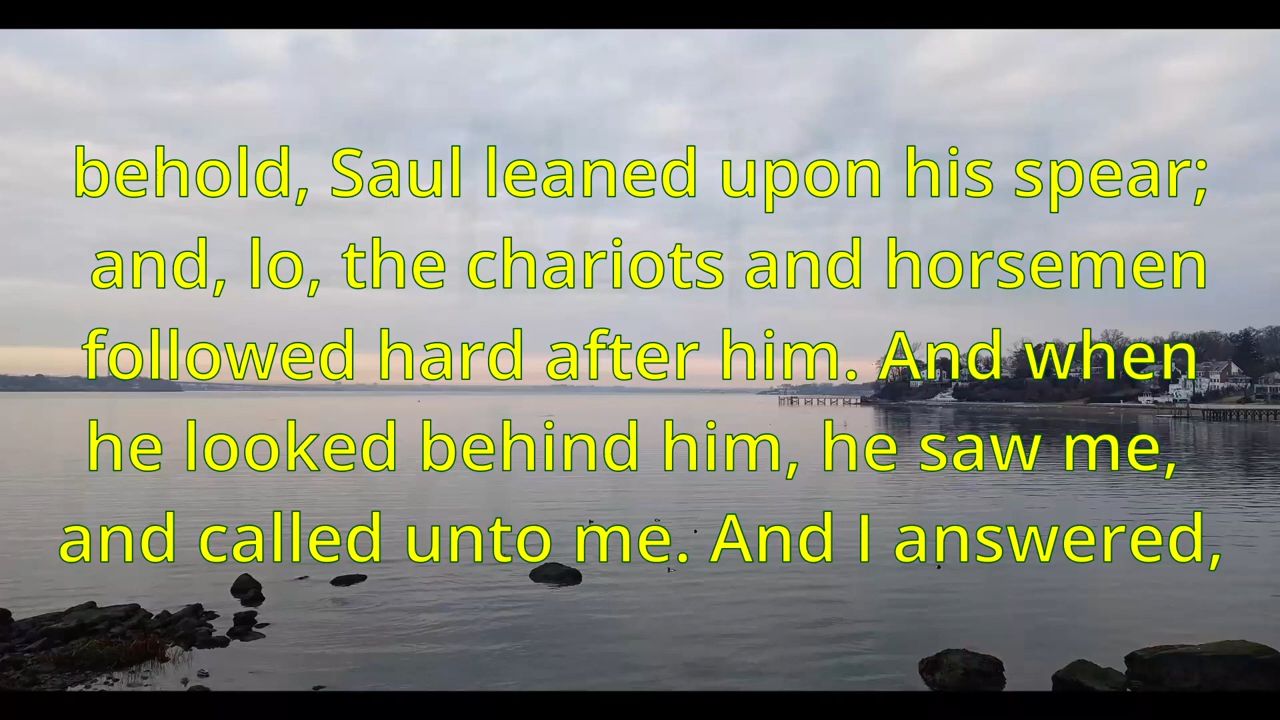 behold, Saul leaned upon his spear;
and, lo, the chariots and horsemen
followed hard after him. And when
he looked behind him, he saw me,
and called unto me. And I answered,